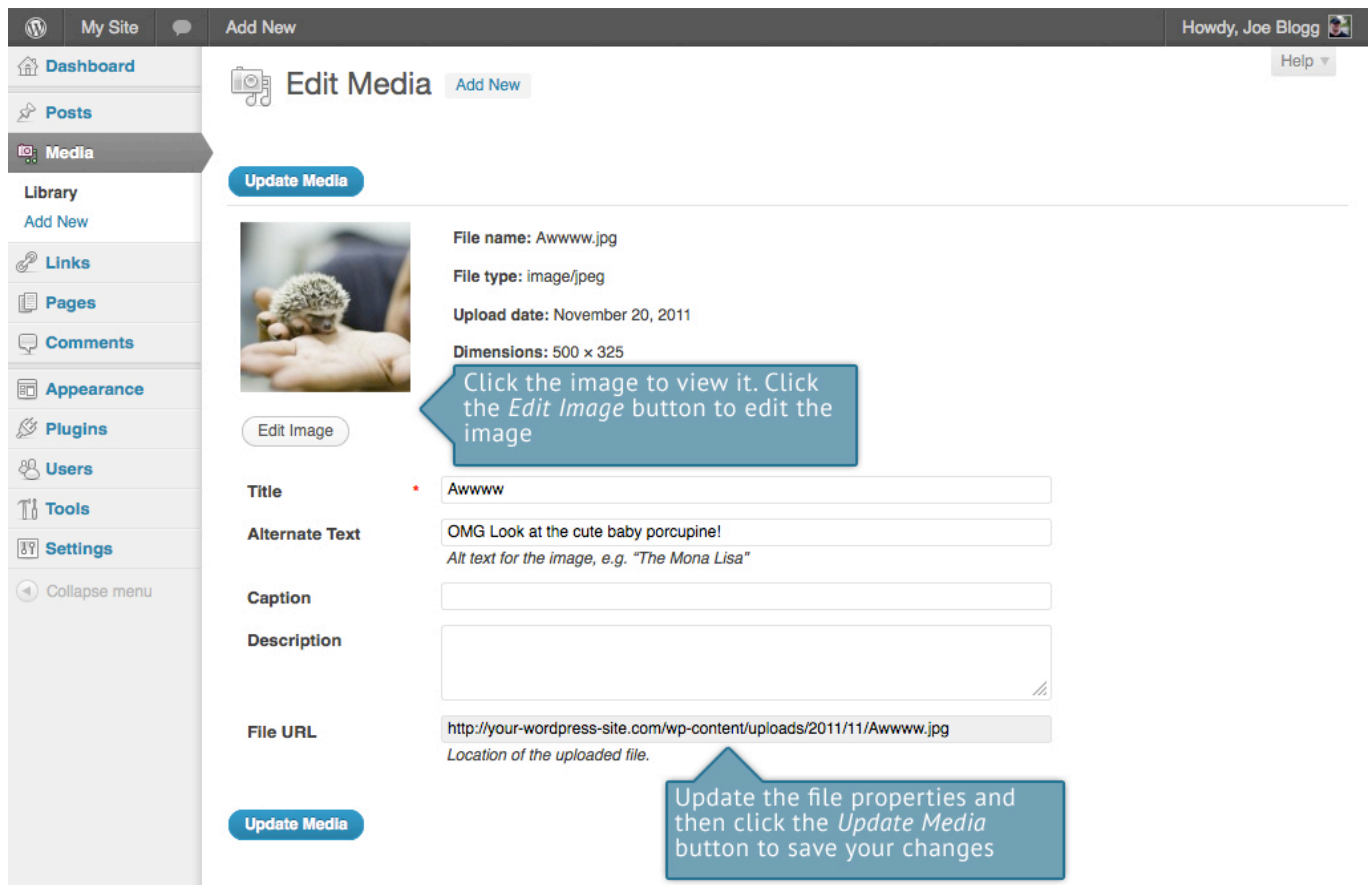 My Site
Add New
Howdy, Joe Blogg
Help
Dashboard
Posts
Media
Library
Add New
Links
Pages
Comments
Appearance
Plugins
Users
Tools
Settings
Collapse menu
Edit Media
Add New
Update Media
File name: Awwww.jpg
File type: image/jpeg
Upload date: November 20, 2011
Dimensions: 500 × 325
Click the image to view it. Click
the Edit Image button to edit the
image
Edit Image
Title *
Awwww
Alternate Text
OMG Look at the cute baby porcupine!
Alt text for the image, e.g. “The Mona Lisa”
Caption
Description
File URL
http://your-wordpress-site.com/wp-content/uploads/2011/11/Awwww.jpg
Location of the uploaded file.
Update the file properties and
then click the Update Media
button to save your changes
Update Media